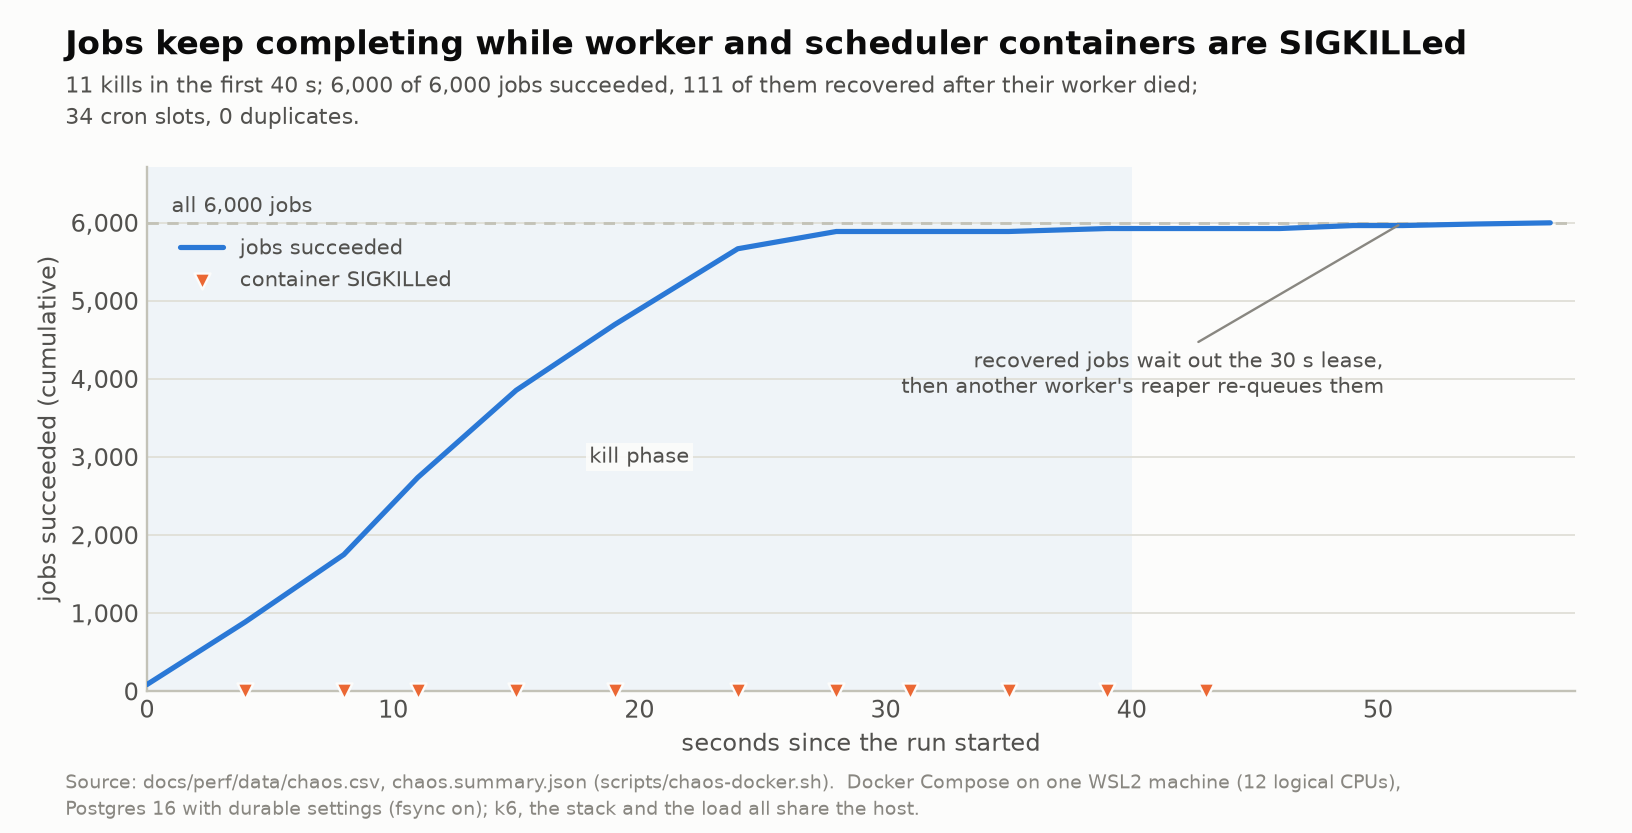 Jobs keep completing while worker and scheduler containers are SIGKILLed
11 kills in the first 40 s; 6,000 of 6,000 jobs succeeded, 111 of them recovered after their worker died;
34 cron slots, 0 duplicates.
all 6,000 jobs
jobs succeeded
container SIGKILLed
recovered jobs wait out the 30 s lease,
then another worker's reaper re-queues them
kill phase
jobs succeeded (cumulative)
6,000
5,000
4,000
3,000
2,000
1,000
0
0 10 20 30 40 50
seconds since the run started
Source: docs/perf/data/chaos.csv, chaos.summary.json (scripts/chaos-docker.sh).  Docker Compose on one WSL2 machine (12 logical CPUs),
Postgres 16 with durable settings (fsync on); k6, the stack and the load all share the host.